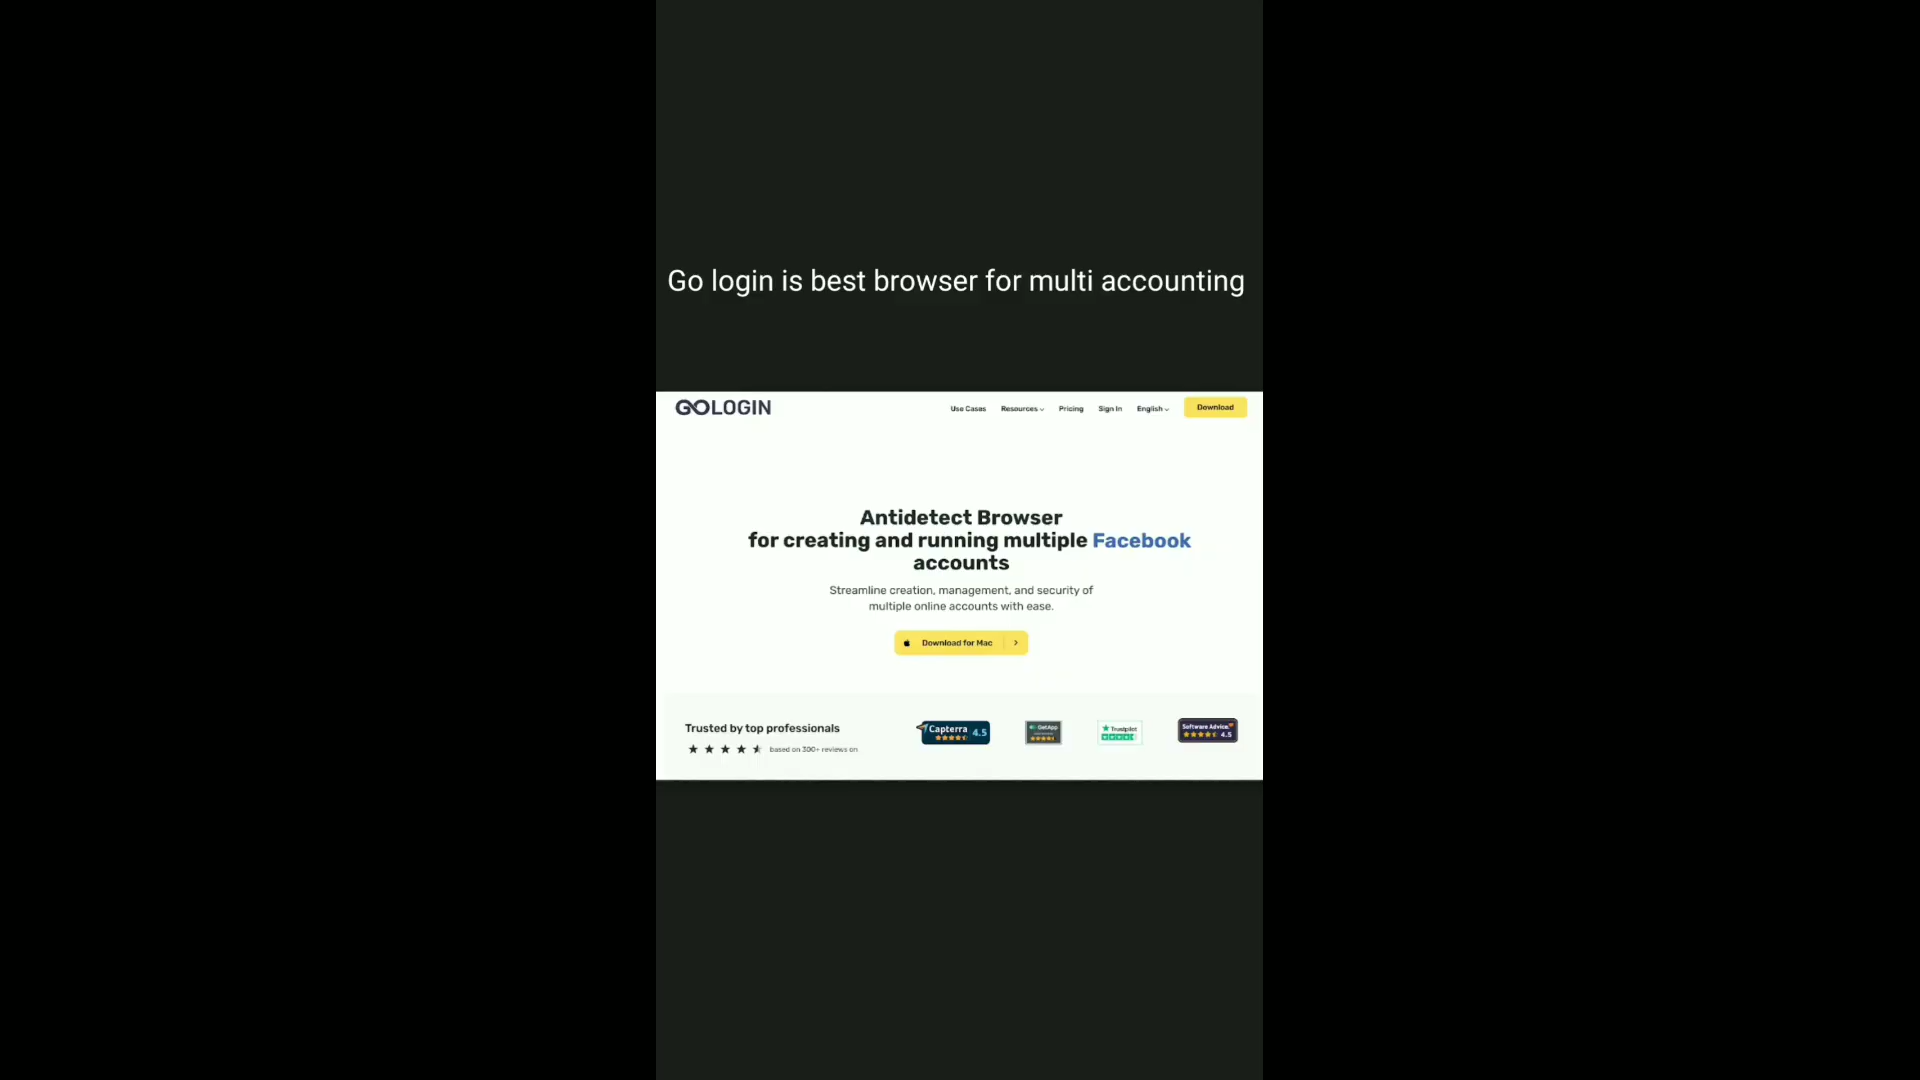 Go login is best browser for multi accounting
GOLOGIN
Use Cases Resources Pricing Sign In English Download
Antidetect Browser
for creating and running multiple Facebook
accounts
Streamline creation, management, and security of
multiple online accounts with ease.
Download for Mac
Trusted by top professionals
based on 300+ reviews on
Capterra 4.5
GetApp
Trustpilot
Software Advice
4.5